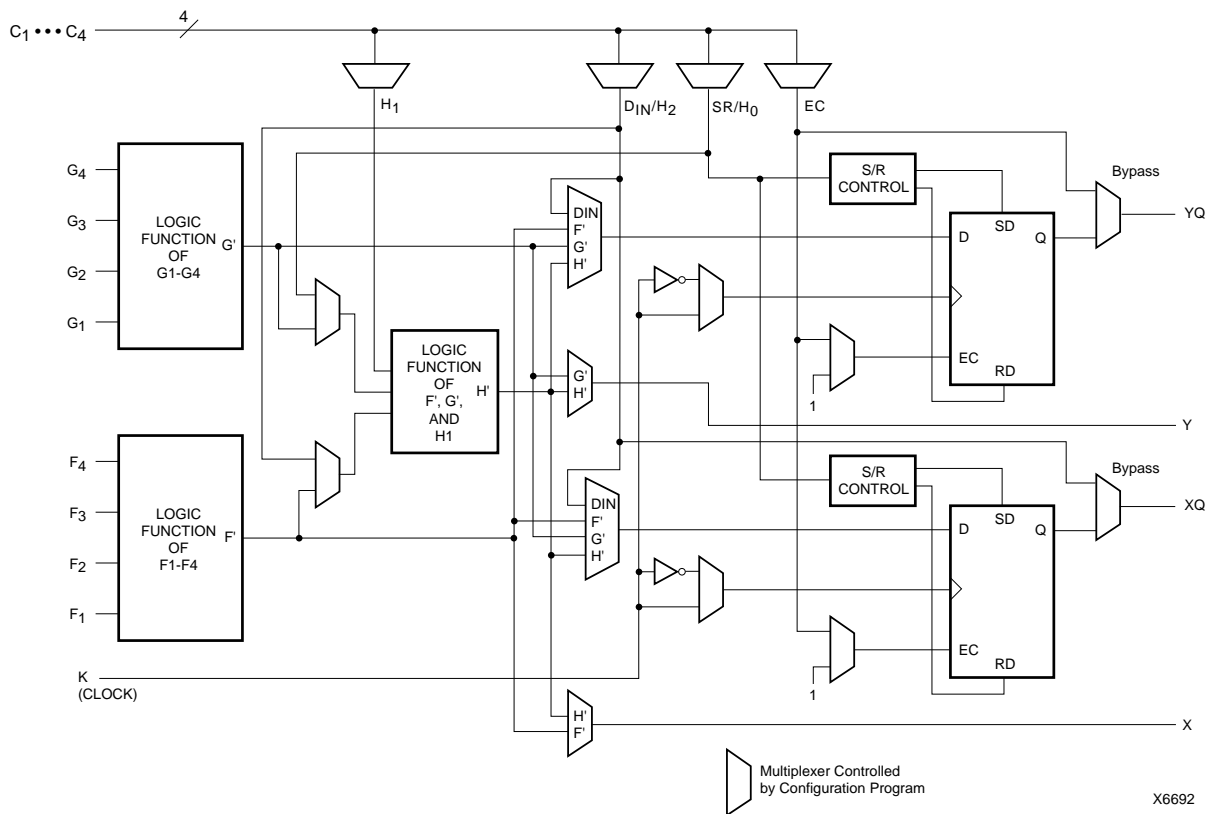 C1 ••• C4
4
H1
DIN/H2
SR/H0
EC
G4
G3
G2
G1
LOGIC
FUNCTION
OF
G1-G4
G'
DIN
F'
G'
H'
S/R
CONTROL
D
SD
Q
EC
RD
1
Bypass
YQ
LOGIC
FUNCTION
OF
F', G',
AND
H1
H'
G'
H'
Y
F4
F3
F2
F1
LOGIC
FUNCTION
OF
F1-F4
F'
DIN
F'
G'
H'
S/R
CONTROL
D
SD
Q
EC
RD
1
Bypass
XQ
K
(CLOCK)
H'
F'
X
Multiplexer Controlled
by Configuration Program
X6692